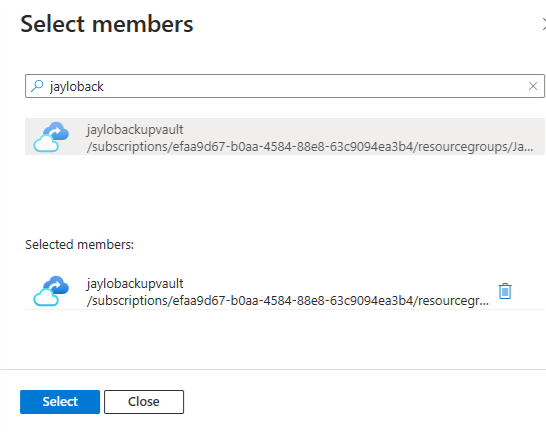 Select members
jayloback
jaylobackupvault
/subscriptions/efaa9d67-b0aa-4584-88e8-63c9094ea3b4/resourcegroups/Ja...
Selected members:
jaylobackupvault
/subscriptions/efaa9d67-b0aa-4584-88e8-63c9094ea3b4/resourcegr...
Select
Close